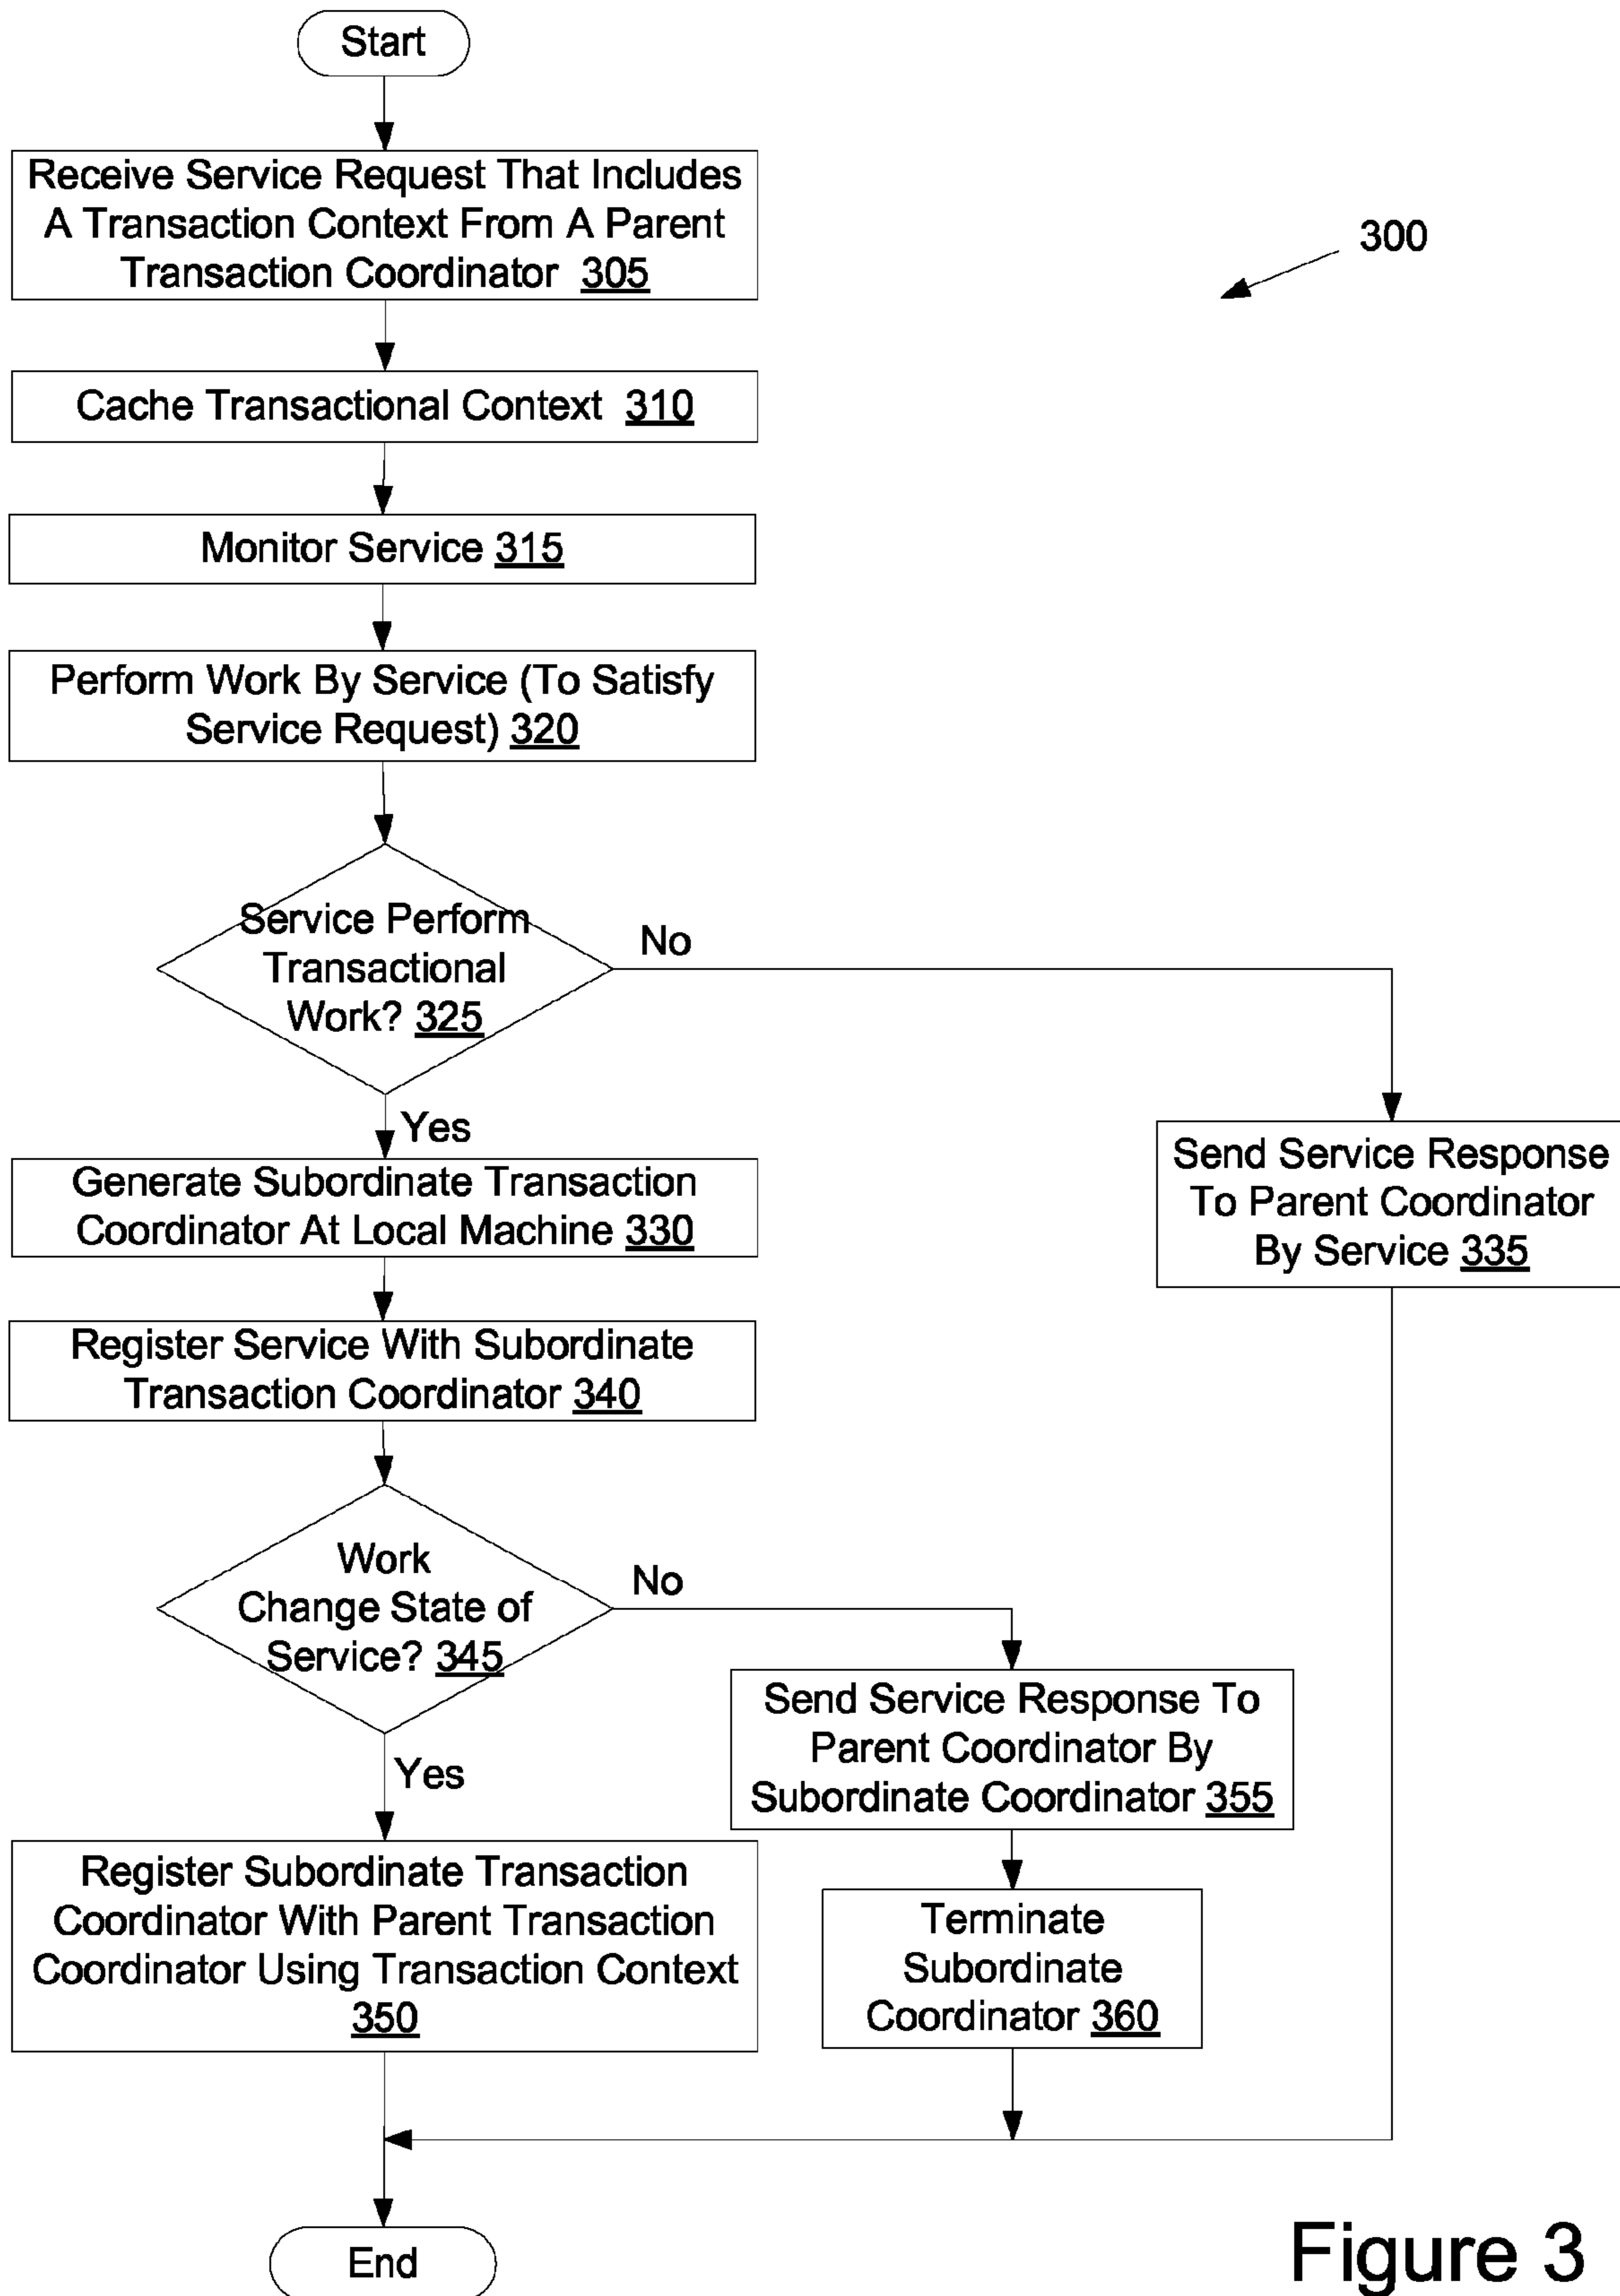 Start
Receive Service Request That Includes
A Transaction Context From A Parent
Transaction Coordinator 305
300
Cache Transactional Context 310
Monitor Service 315
Perform Work By Service (To Satisfy
Service Request) 320
Service Perform
Transactional
Work? 325
No
Yes
Send Service Response
To Parent Coordinator
By Service 335
Generate Subordinate Transaction
Coordinator At Local Machine 330
Register Service With Subordinate
Transaction Coordinator 340
Work
Change State of
Service? 345
No
Yes
Send Service Response To
Parent Coordinator By
Subordinate Coordinator 355
Register Subordinate Transaction
Coordinator With Parent Transaction
Coordinator Using Transaction Context
350
Terminate
Subordinate
Coordinator 360
End
Figure 3